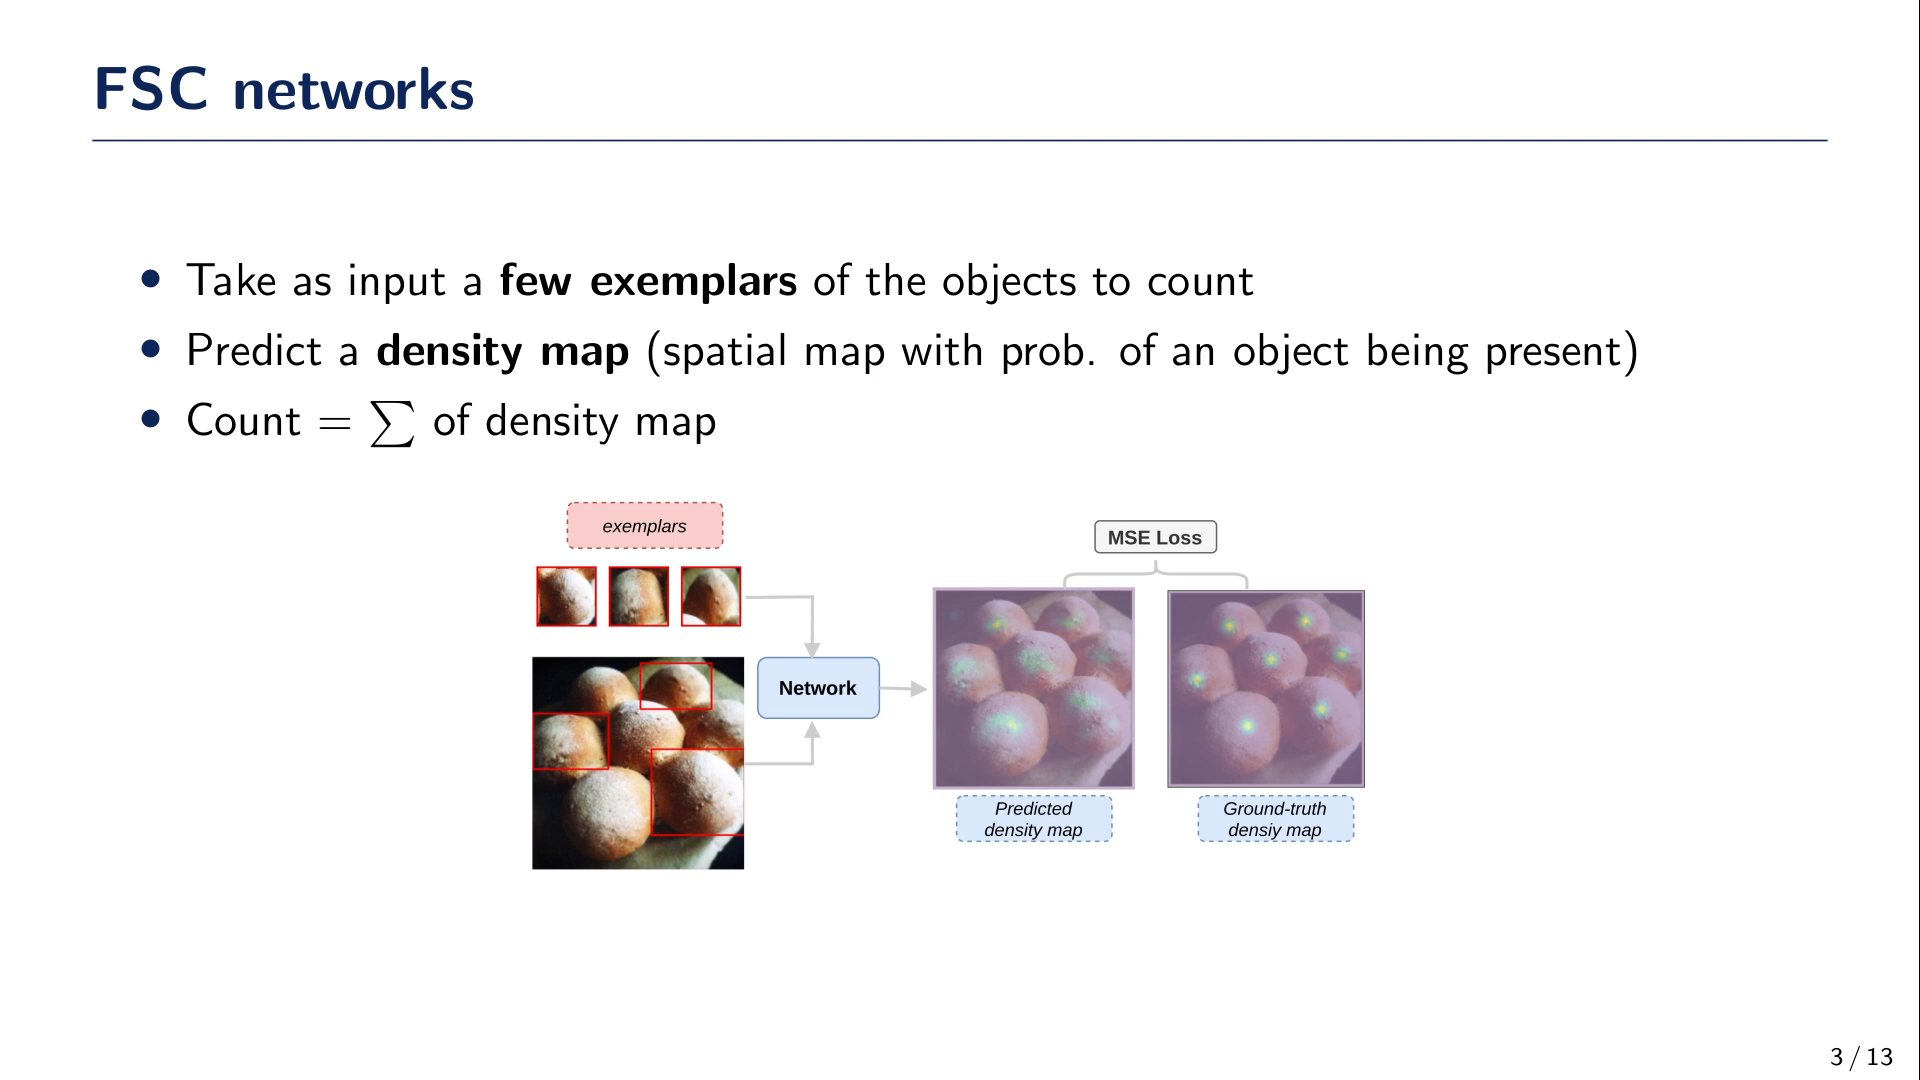 FSC networks
• Take as input a few exemplars of the objects to count
• Predict a density map (spatial map with prob. of an object being present)
• Count = ∑ of density map
exemplars
MSE Loss
Network
Predicted
density map
Ground-truth
densiy map
3 / 13